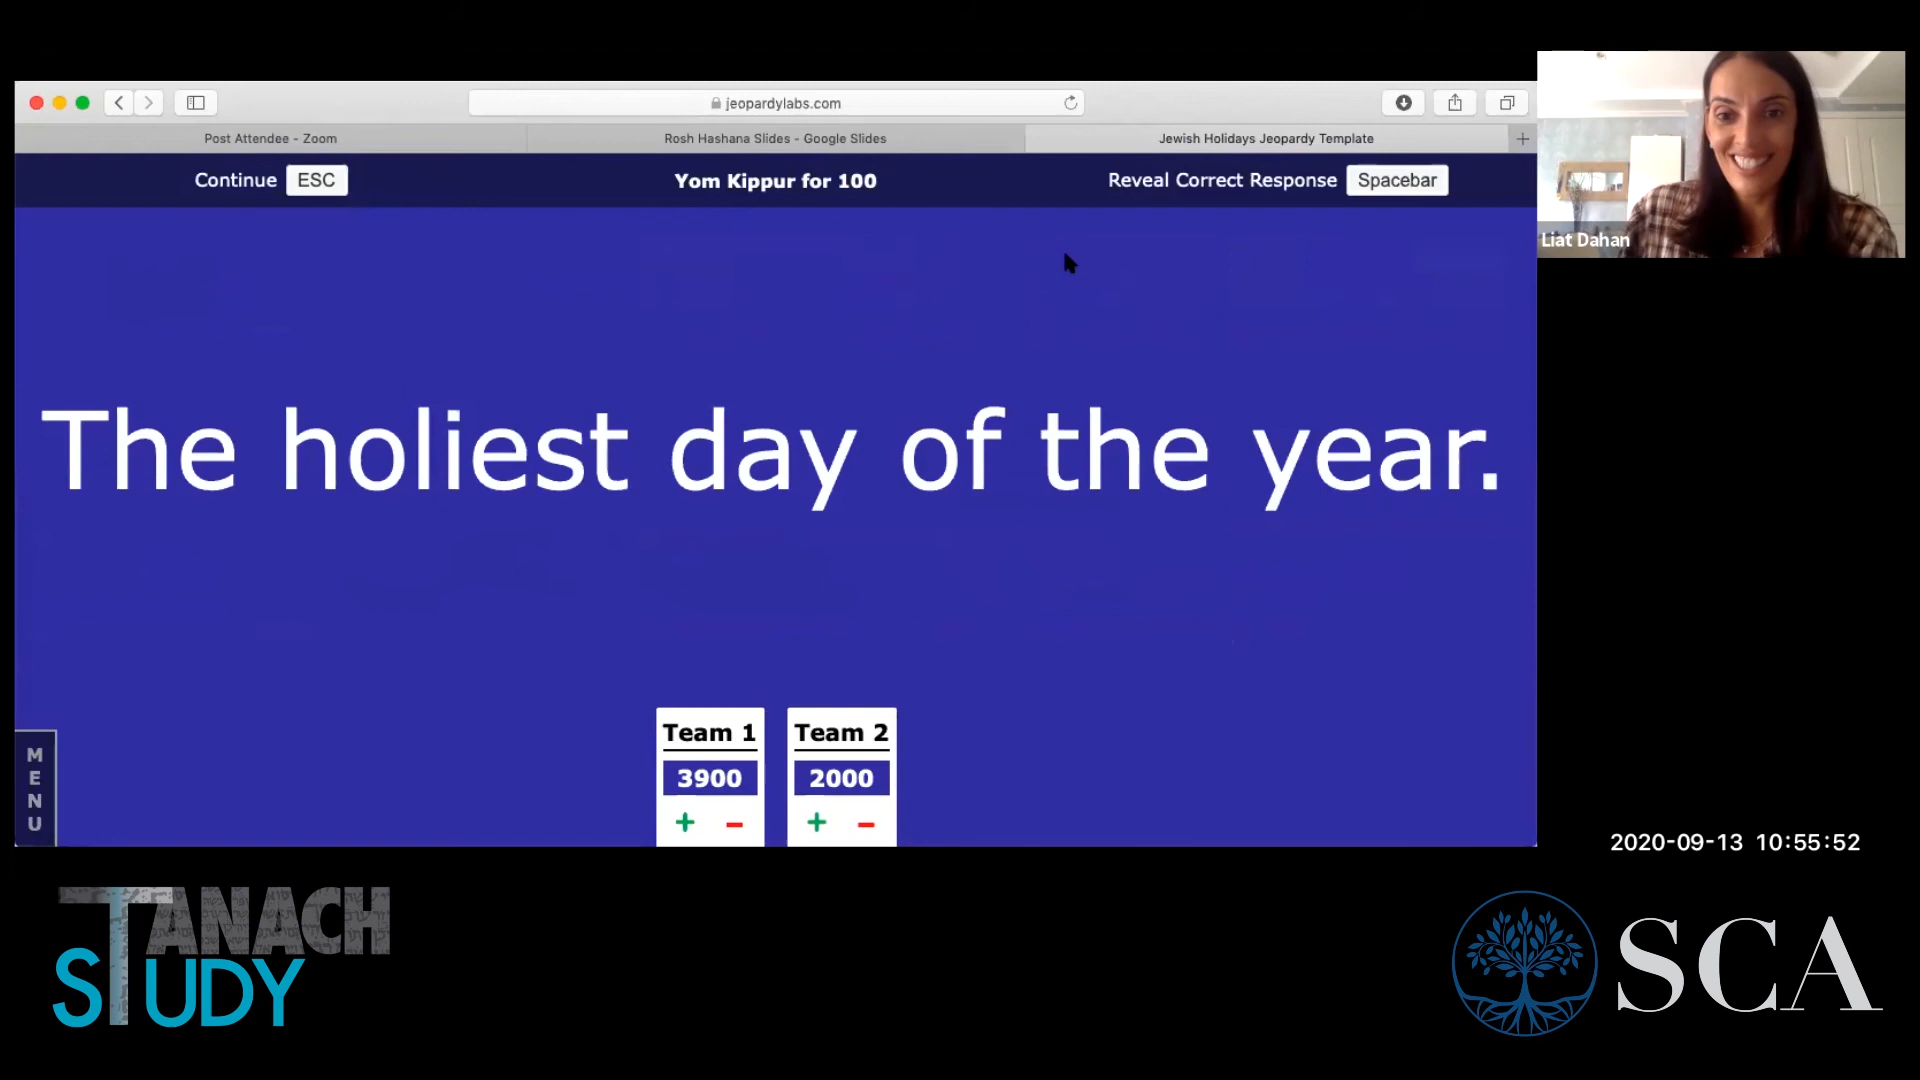 jeopardylabs.com
Post Attendee - Zoom
Rosh Hashana Slides - Google Slides
Jewish Holidays Jeopardy Template
Continue ESC
Yom Kippur for 100
Reveal Correct Response Spacebar
Liat Dahan
The holiest day of the year.
Team 1
3900
+ −
Team 2
2000
+ −
MENU
2020-09-13 10:55:52
TANACH
STUDY
SCA